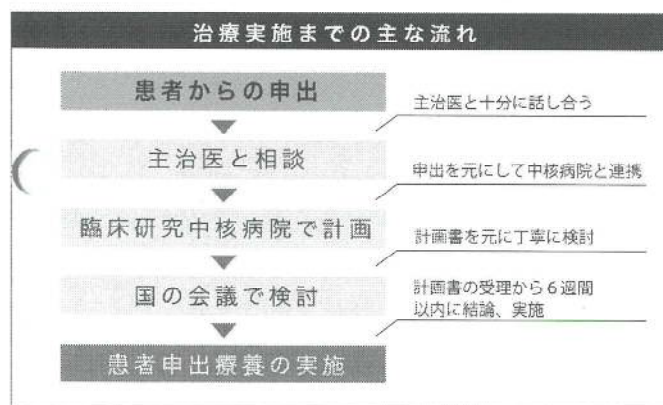 治療実施までの主な流れ
患者からの申出
主治医と十分に話し合う
主治医と相談
申出を元にして中核病院と連携
臨床研究中核病院で計画
計画書を元に丁寧に検討
国の会議で検討
計画書の受理から6週間
以内に結論、実施
患者申出療養の実施